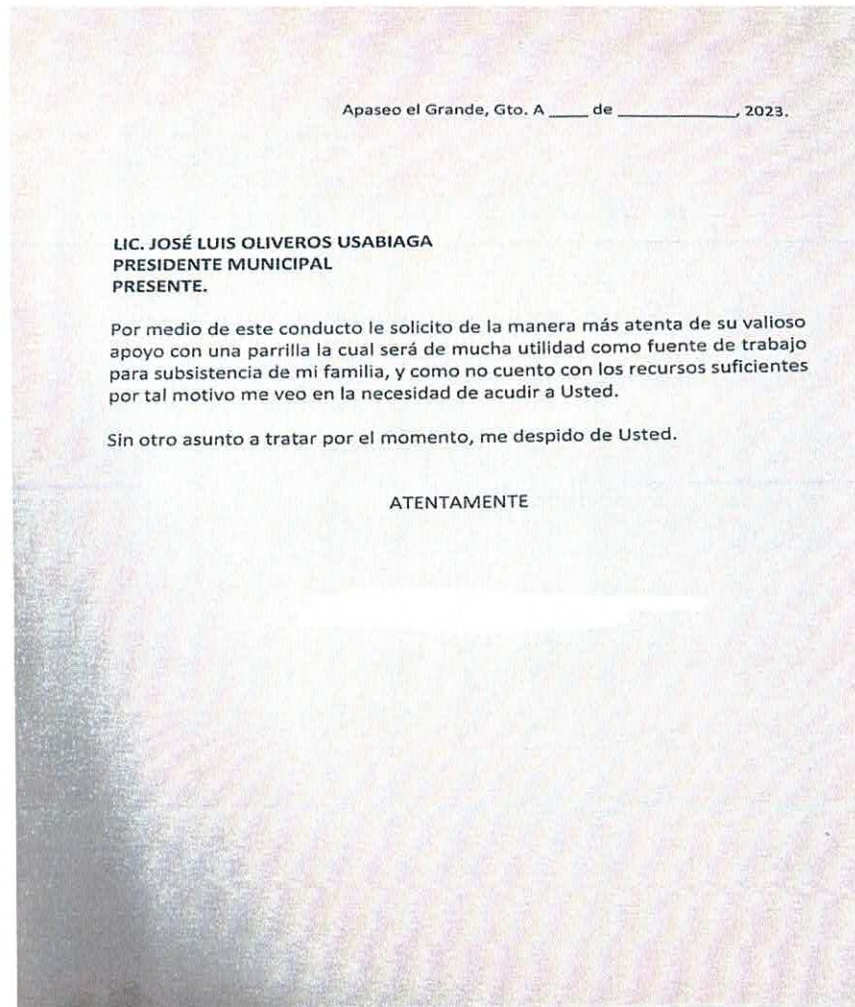 Apaseo el Grande, Gto. A _____ de _______________, 2023.
LIC. JOSÉ LUIS OLIVEROS USABIAGA
PRESIDENTE MUNICIPAL
PRESENTE.
Por medio de este conducto le solicito de la manera más atenta de su valioso
apoyo con una parrilla la cual será de mucha utilidad como fuente de trabajo
para subsistencia de mi familia, y como no cuento con los recursos suficientes
por tal motivo me veo en la necesidad de acudir a Usted.
Sin otro asunto a tratar por el momento, me despido de Usted.
ATENTAMENTE